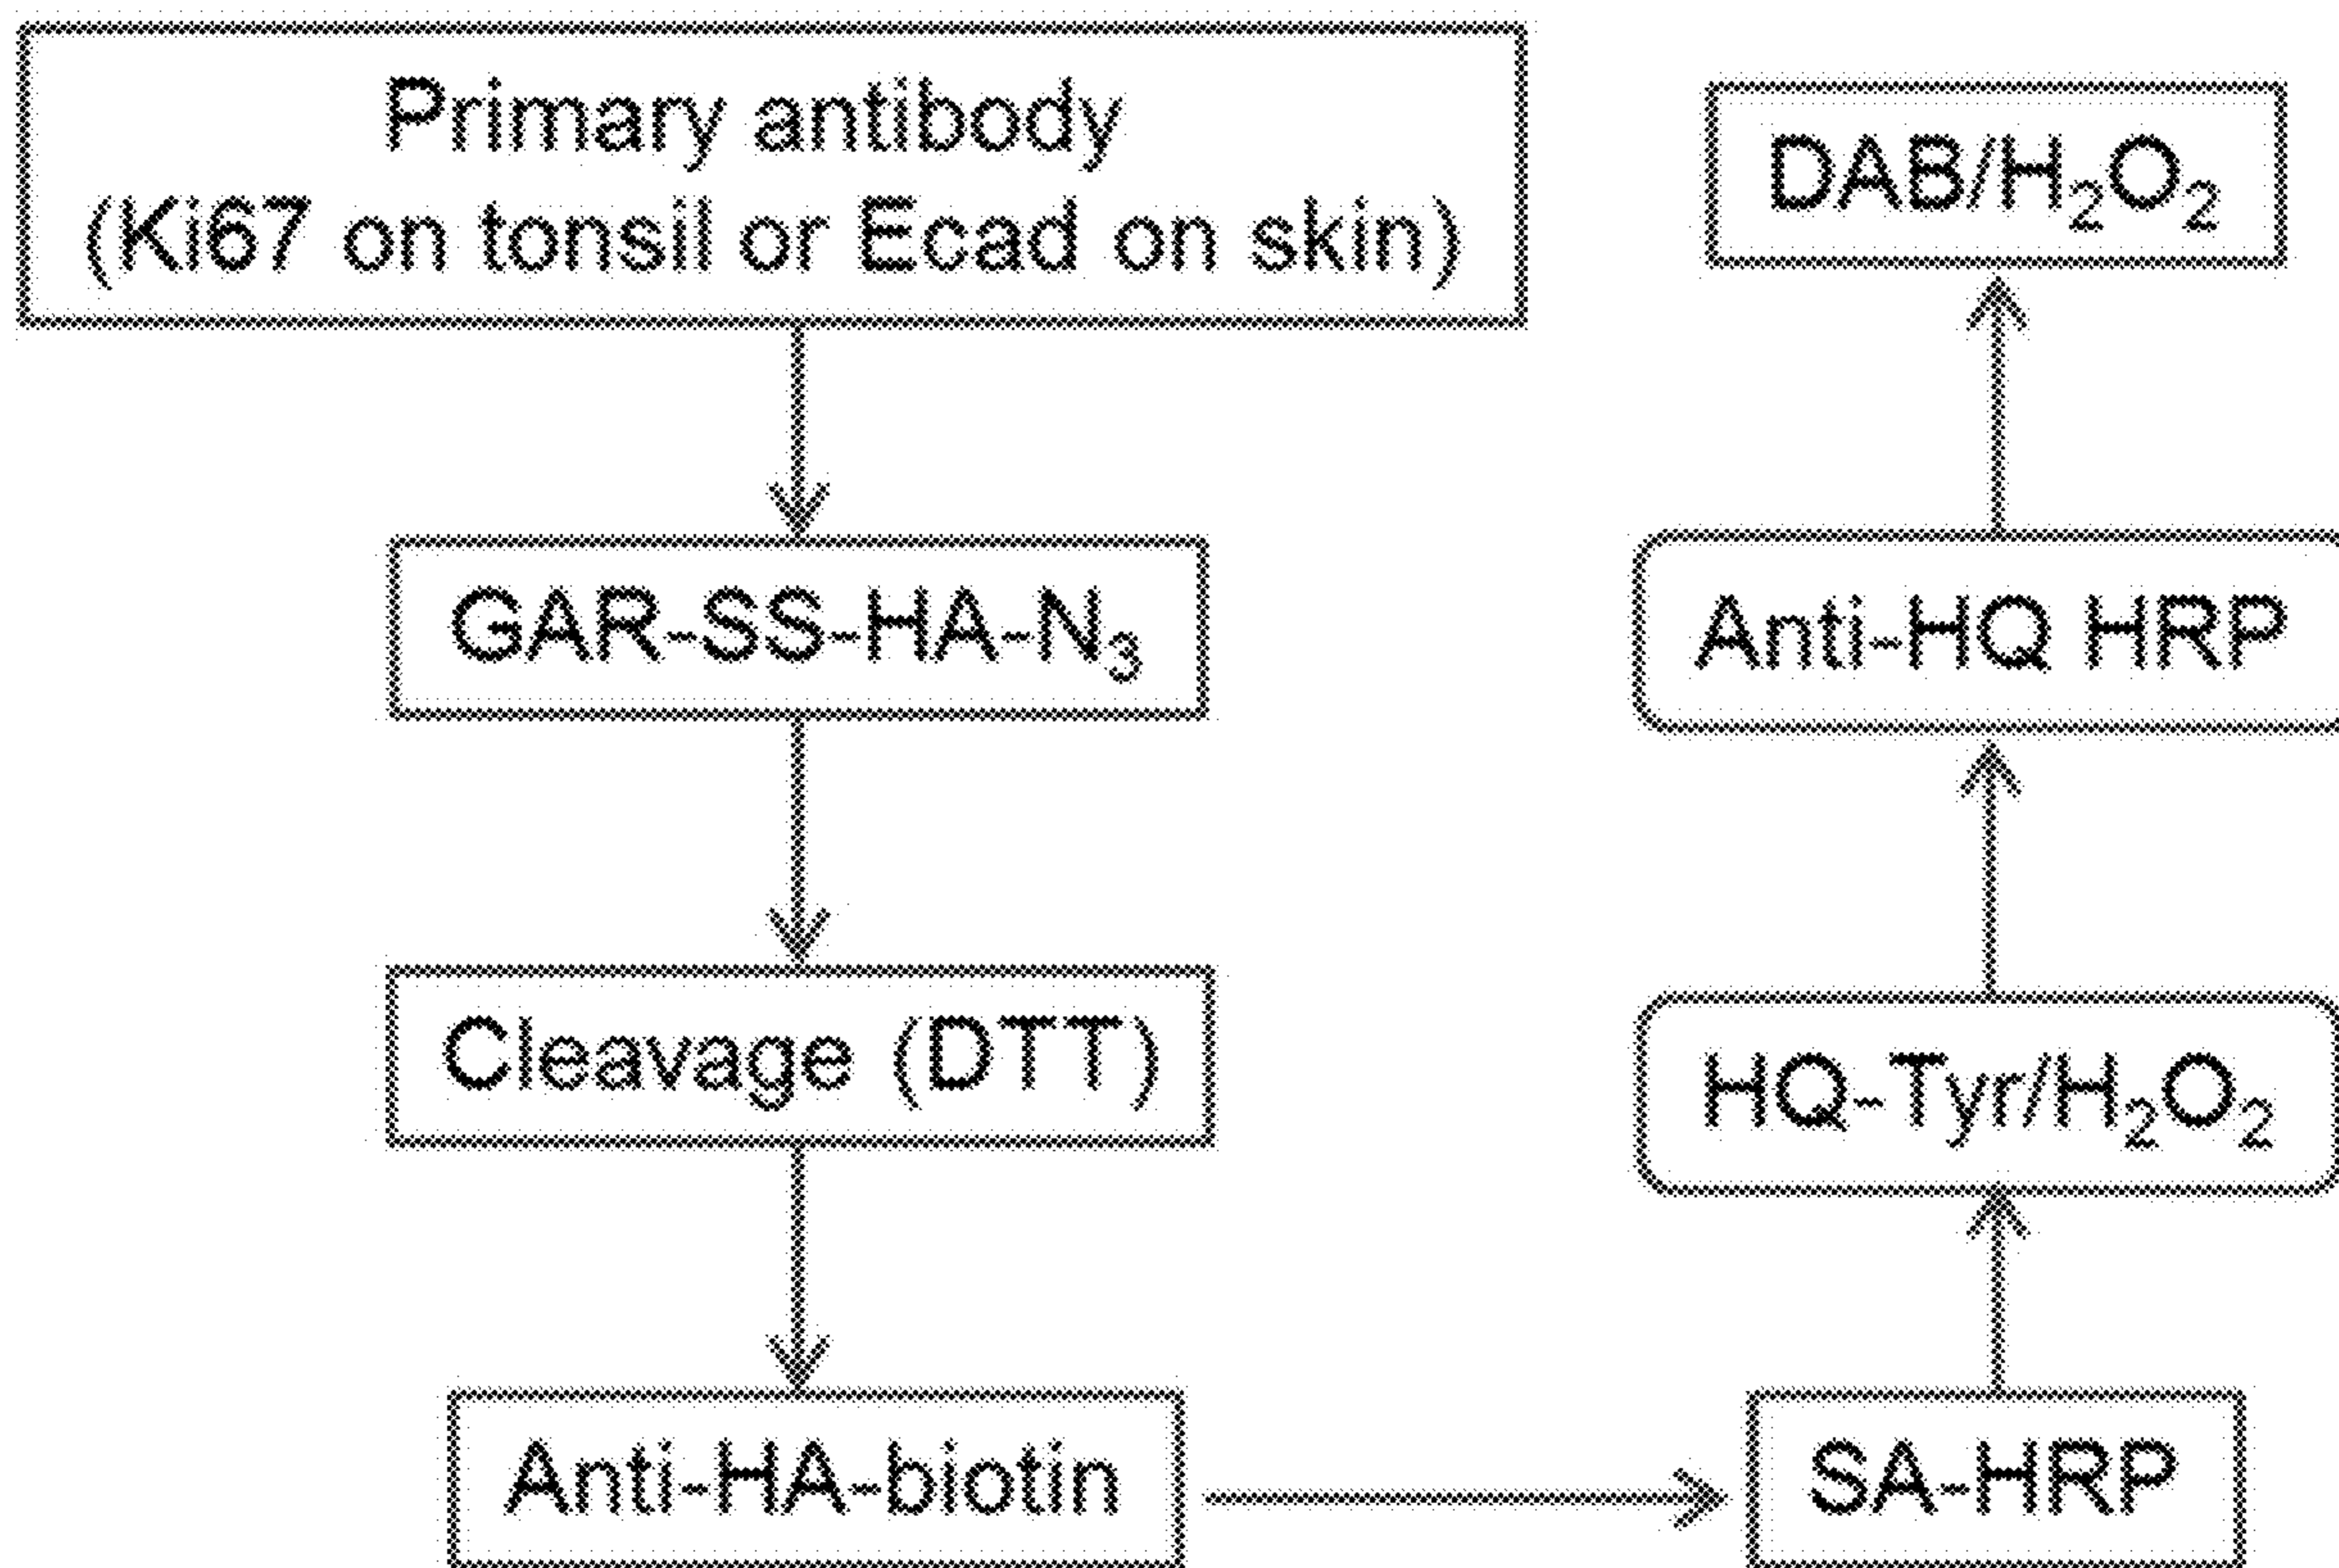 Primary antibody
(Ki67 on tonsil or Ecad on skin)
GAR-SS-HA-N₃
Cleavage (DTT)
Anti-HA-biotin
SA-HRP
HQ-Tyr/H₂O₂
Anti-HQ HRP
DAB/H₂O₂